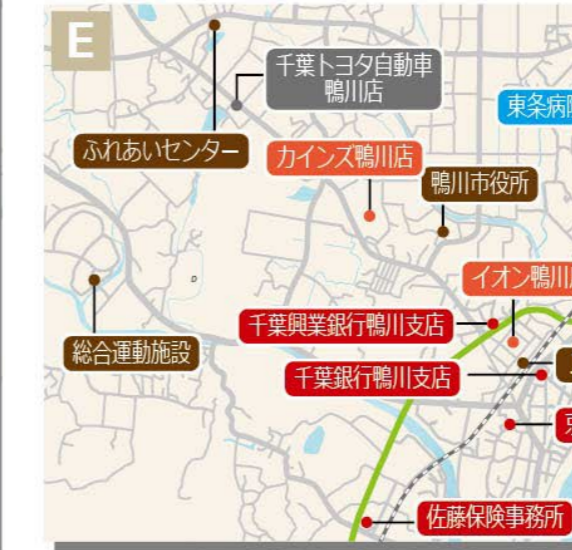 E
千葉トヨタ自動車
鴨川店
東条病
ふれあいセンター
カインズ鴨川店
鴨川市役所
イオン鴨川
千葉興業銀行鴨川支店
総合運動施設
千葉銀行鴨川支店
佐藤保険事務所